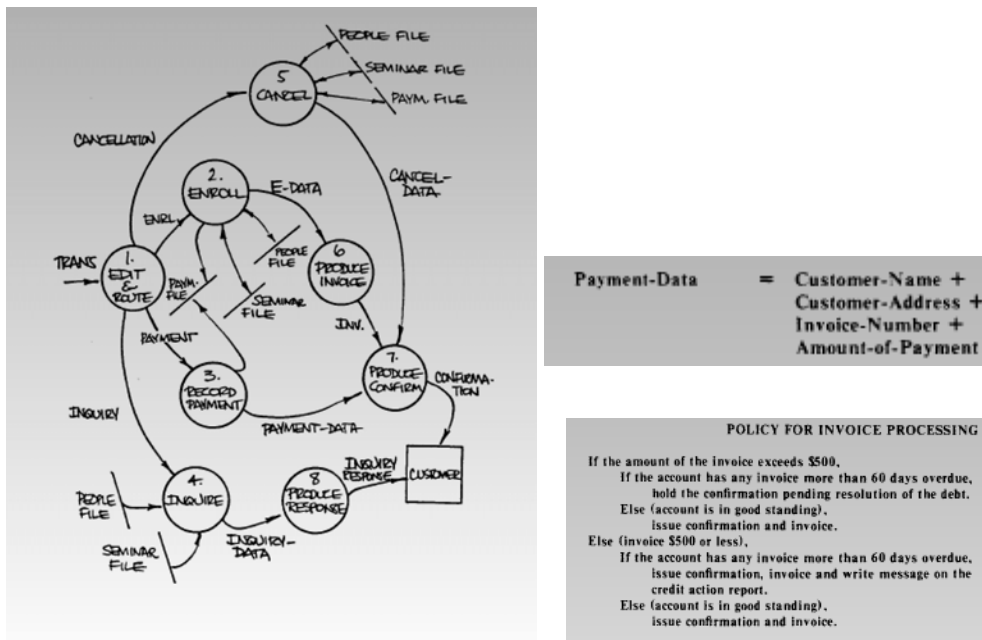 PEOPLE FILE
SEMINAR FILE
PAYM. FILE
5
CANCEL
CANCELLATION
CANCEL-
DATA
2.
ENROLL
E-DATA
ENRL.
TRANS
1.
EDIT
&
ROUTE
PAYM.
FILE
PEOPLE
FILE
SEMINAR
FILE
6
PRODUCE
INVOICE
INV.
PAYMENT
3.
RECORD
PAYMENT
7.
PRODUCE
CONFIRM
CONFIRMA-
TION
PAYMENT-DATA
INQUIRY
INQUIRY
RESPONSE
CUSTOMER
PEOPLE
FILE
4.
INQUIRE
8
PRODUCE
RESPONSE
SEMINAR
FILE
INQUIRY-
DATA
Payment-Data = Customer-Name +
Customer-Address +
Invoice-Number +
Amount-of-Payment
POLICY FOR INVOICE PROCESSING
If the amount of the invoice exceeds $500,
If the account has any invoice more than 60 days overdue,
hold the confirmation pending resolution of the debt.
Else (account is in good standing),
issue confirmation and invoice.
Else (invoice $500 or less),
If the account has any invoice more than 60 days overdue,
issue confirmation, invoice and write message on the
credit action report.
Else (account is in good standing),
issue confirmation and invoice.